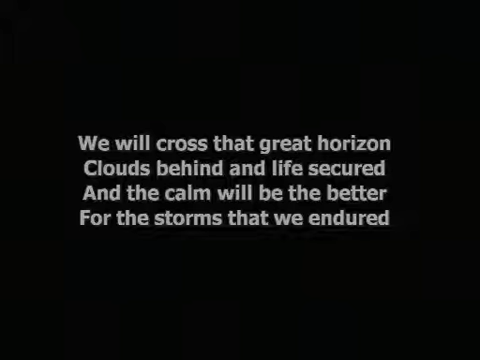 We will cross that great horizon
Clouds behind and life secured
And the calm will be the better
For the storms that we endured